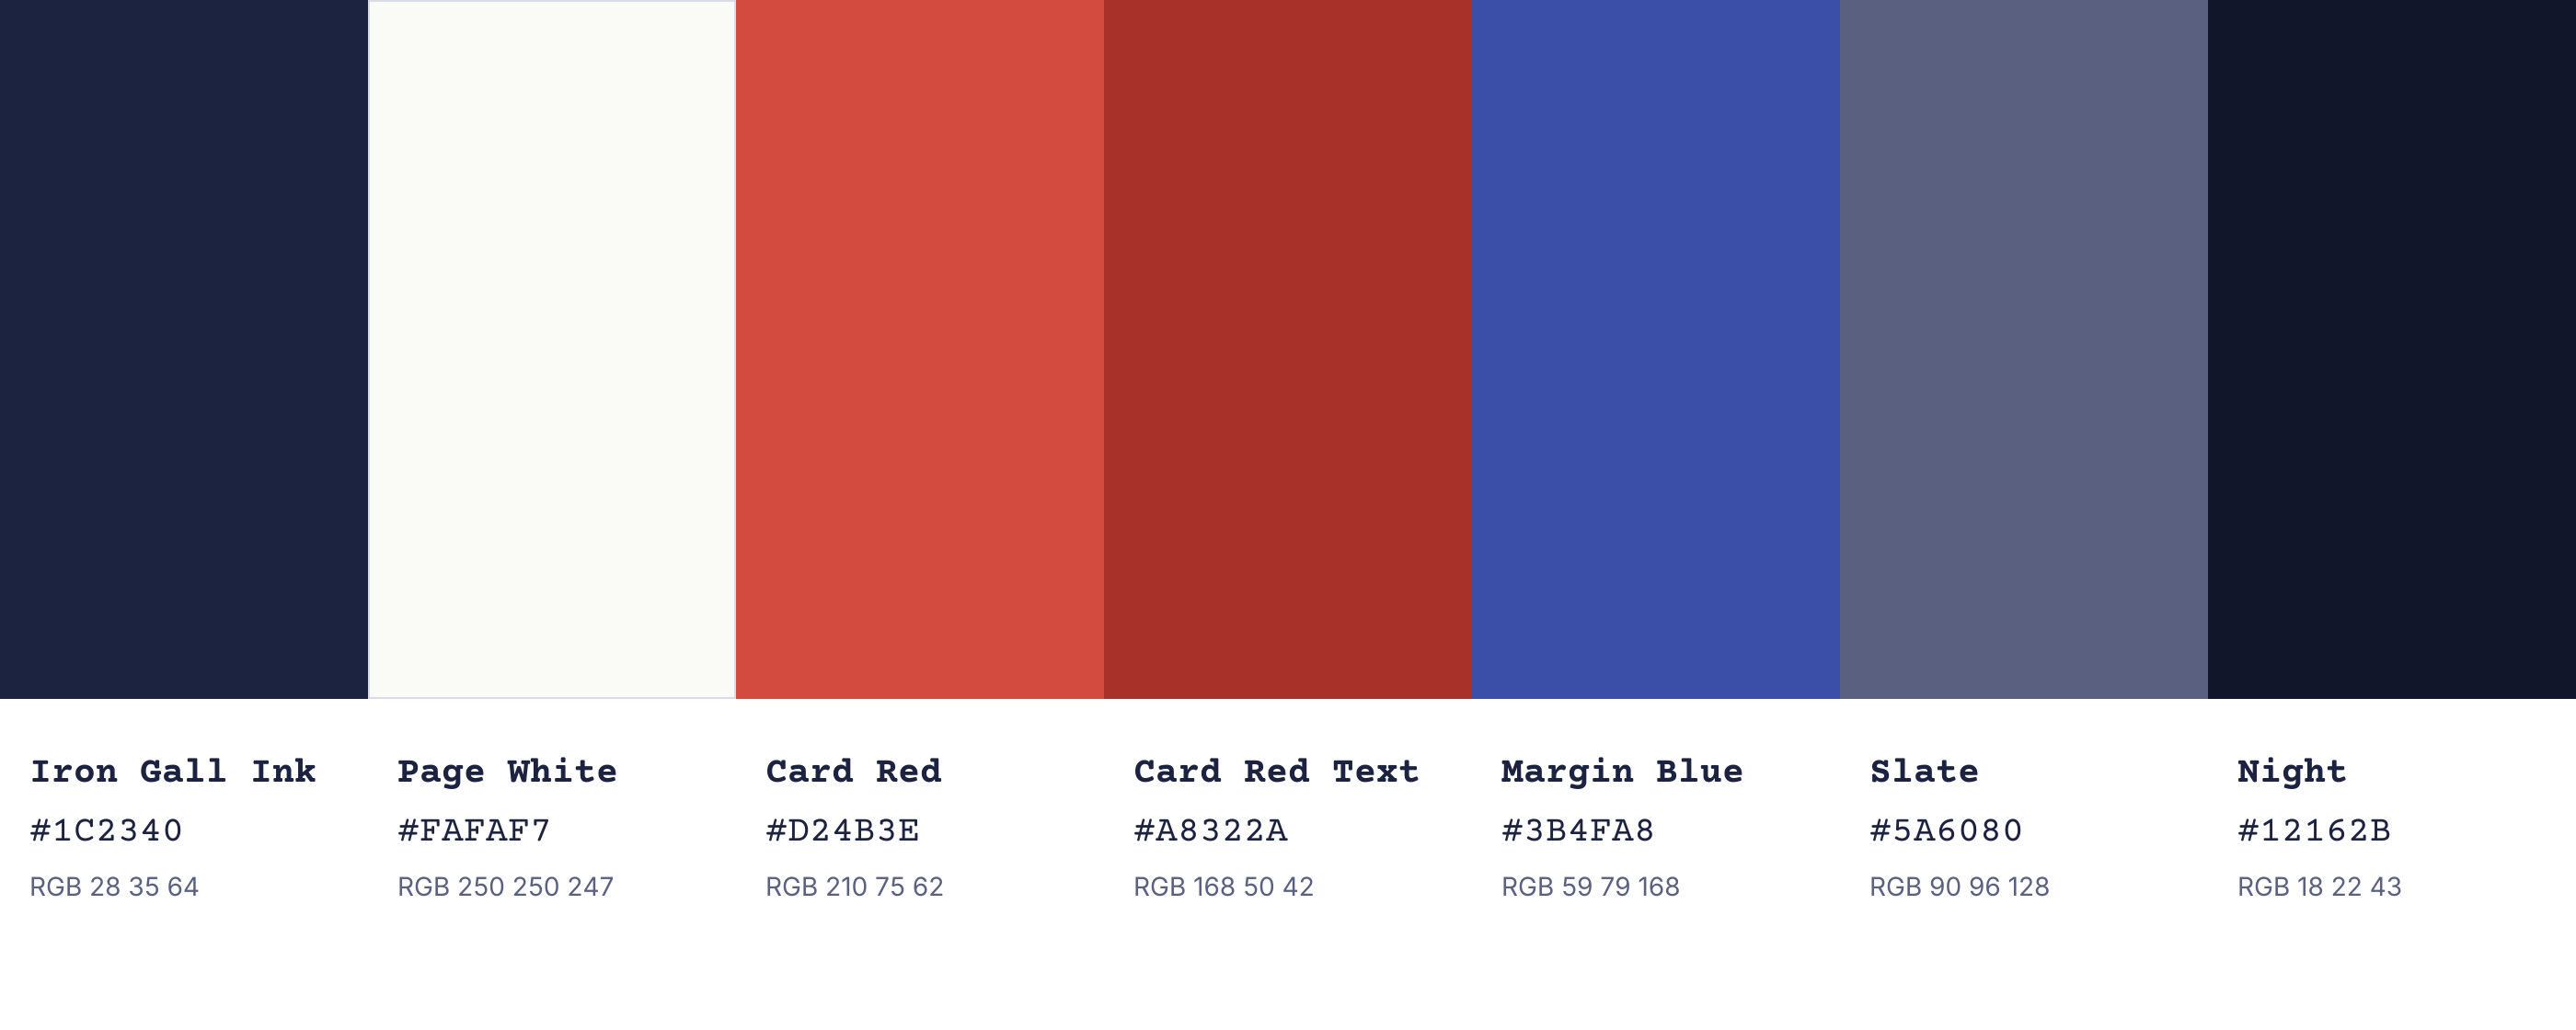 Iron Gall Ink
#1C2340
RGB 28 35 64
Page White
#FAFAF7
RGB 250 250 247
Card Red
#D24B3E
RGB 210 75 62
Card Red Text
#A8322A
RGB 168 50 42
Margin Blue
#3B4FA8
RGB 59 79 168
Slate
#5A6080
RGB 90 96 128
Night
#12162B
RGB 18 22 43